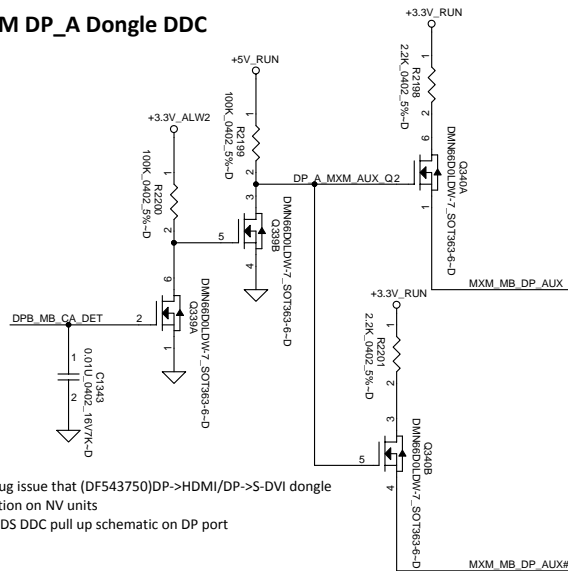 M DP_A Dongle DDC
+3.3V_RUN
1
R2198
2.2K_0402_5%~D
2
6
Q340A
DMN66D0LDW-7_SOT363-6~D
1
MXM_MB_DP_AUX
+5V_RUN
1
R2199
100K_0402_5%~D
2
DP_A_MXM_AUX_Q2
2
3
DMN66D0LDW-7_SOT363-6~D
Q339B
5
4
+3.3V_ALW2
1
R2200
100K_0402_5%~D
2
6
DMN66D0LDW-7_SOT363-6~D
Q339A
DPB_MB_CA_DET
2
1
1
C1343
0.01U_0402_16V7K~D
2
+3.3V_RUN
1
R2201
2.2K_0402_5%~D
2
3
Q340B
DMN66D0LDW-7_SOT363-6~D
5
4
MXM_MB_DP_AUX#
ug issue that (DF543750)DP->HDMI/DP->S-DVI dongle
tion on NV units
DS DDC pull up schematic on DP port